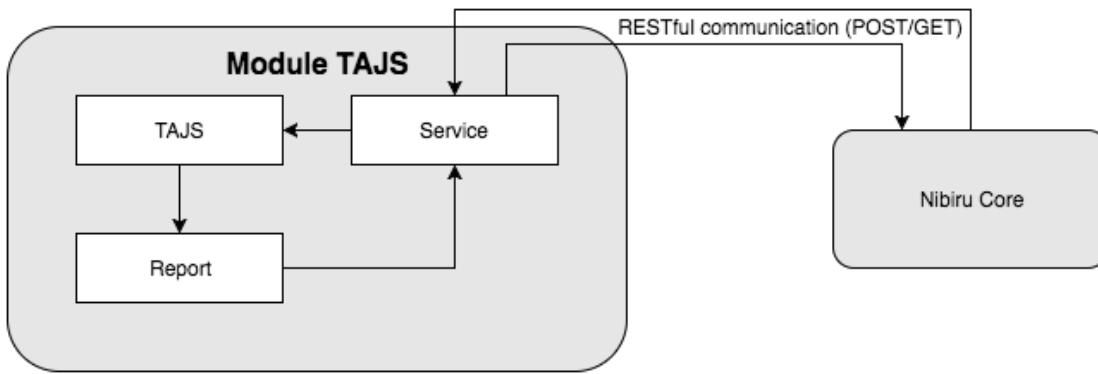 RESTful communication (POST/GET)
Module TAJS
TAJS
Service
Nibiru Core
Report